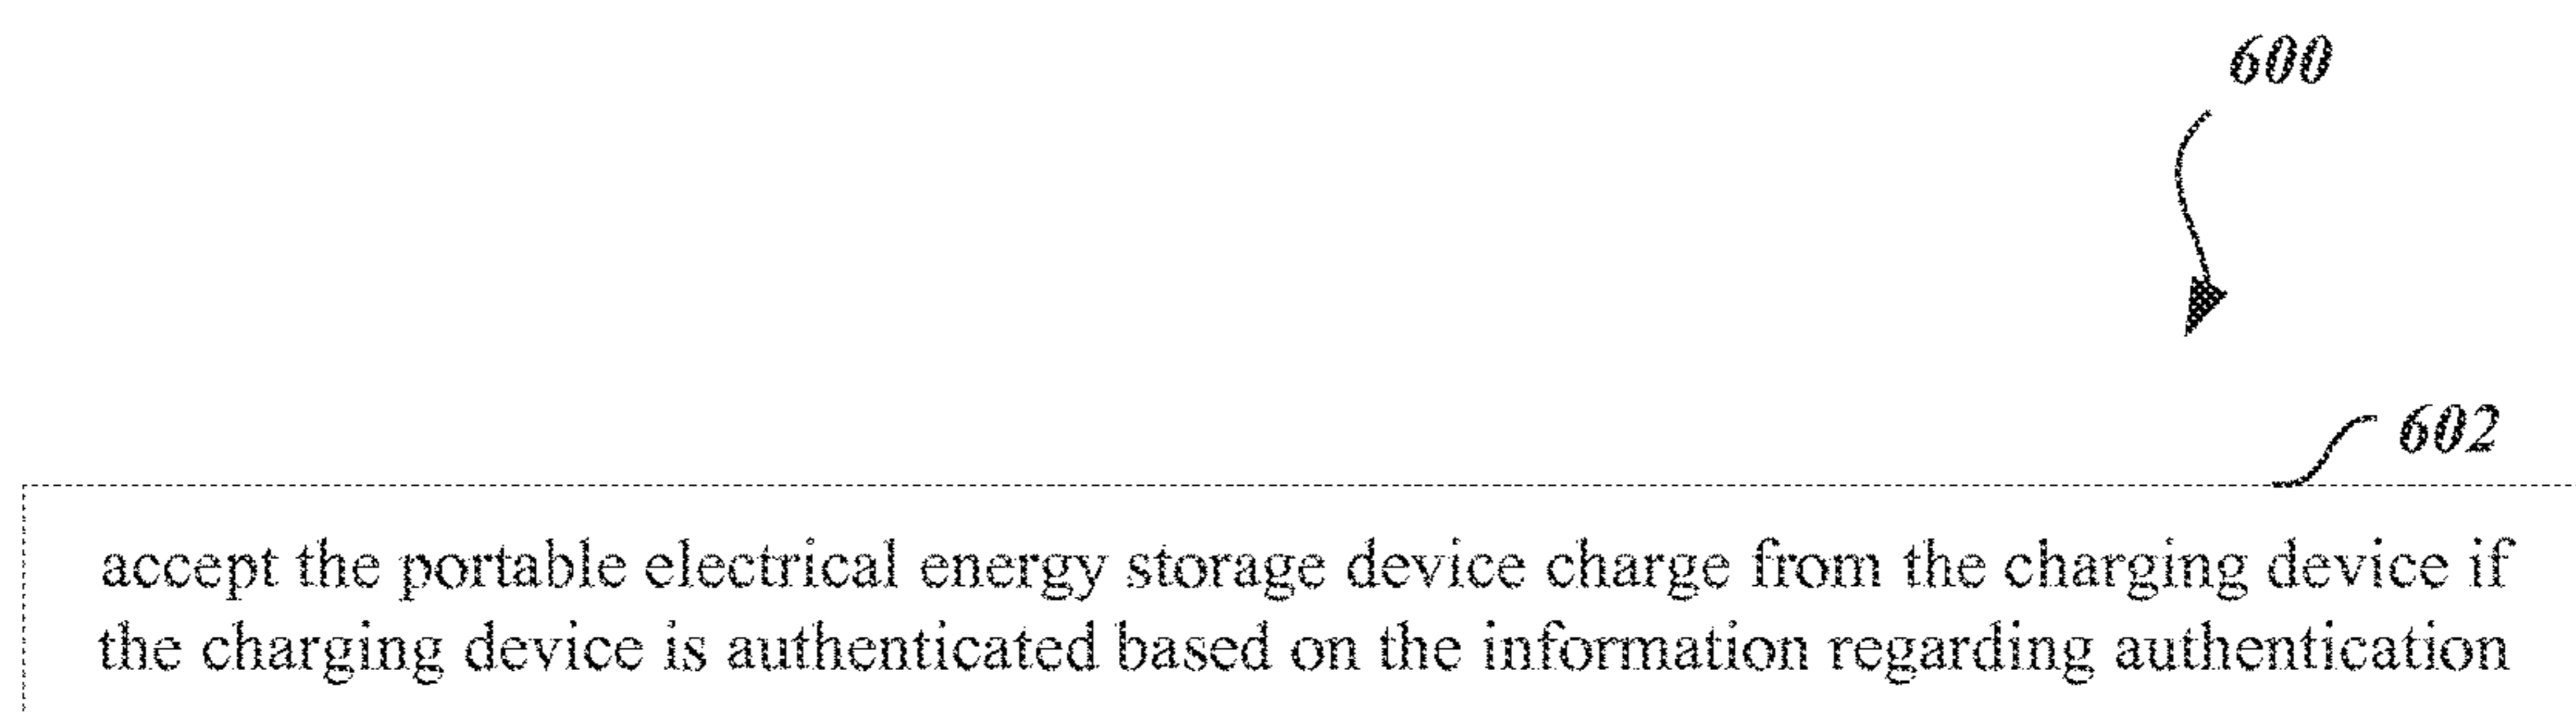 600
602
accept the portable electrical energy storage device charge from the charging device if
the charging device is authenticated based on the information regarding authentication